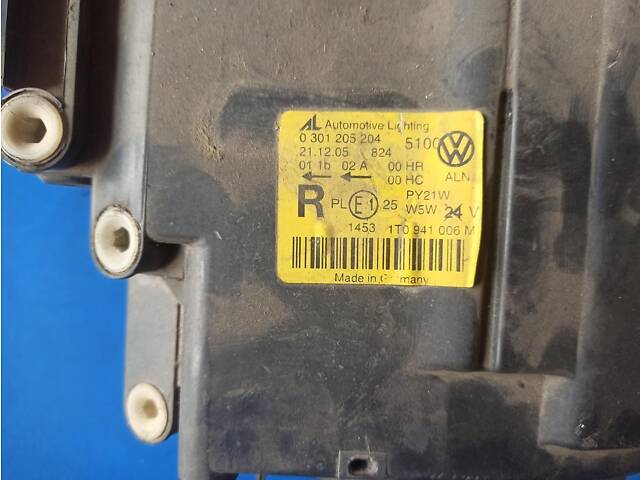 AL Automotive Lighting
0 301 205 204 5100
21.12.05 824
01 1b 02 A 00 HR
00 HC
ALN
R PL E1 25
PY21W
W5W 24 V
1453 1T0 941 006 M
Made in Germany